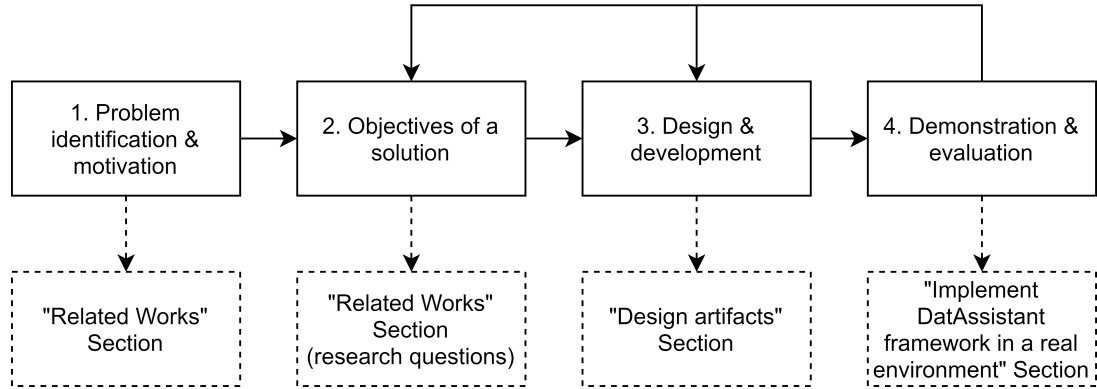 1. Problem
identification &
motivation
2. Objectives of a
solution
3. Design &
development
4. Demonstration &
evaluation
"Related Works"
Section
"Related Works"
Section
(research questions)
"Design artifacts"
Section
"Implement
DatAssistant
framework in a real
environment" Section